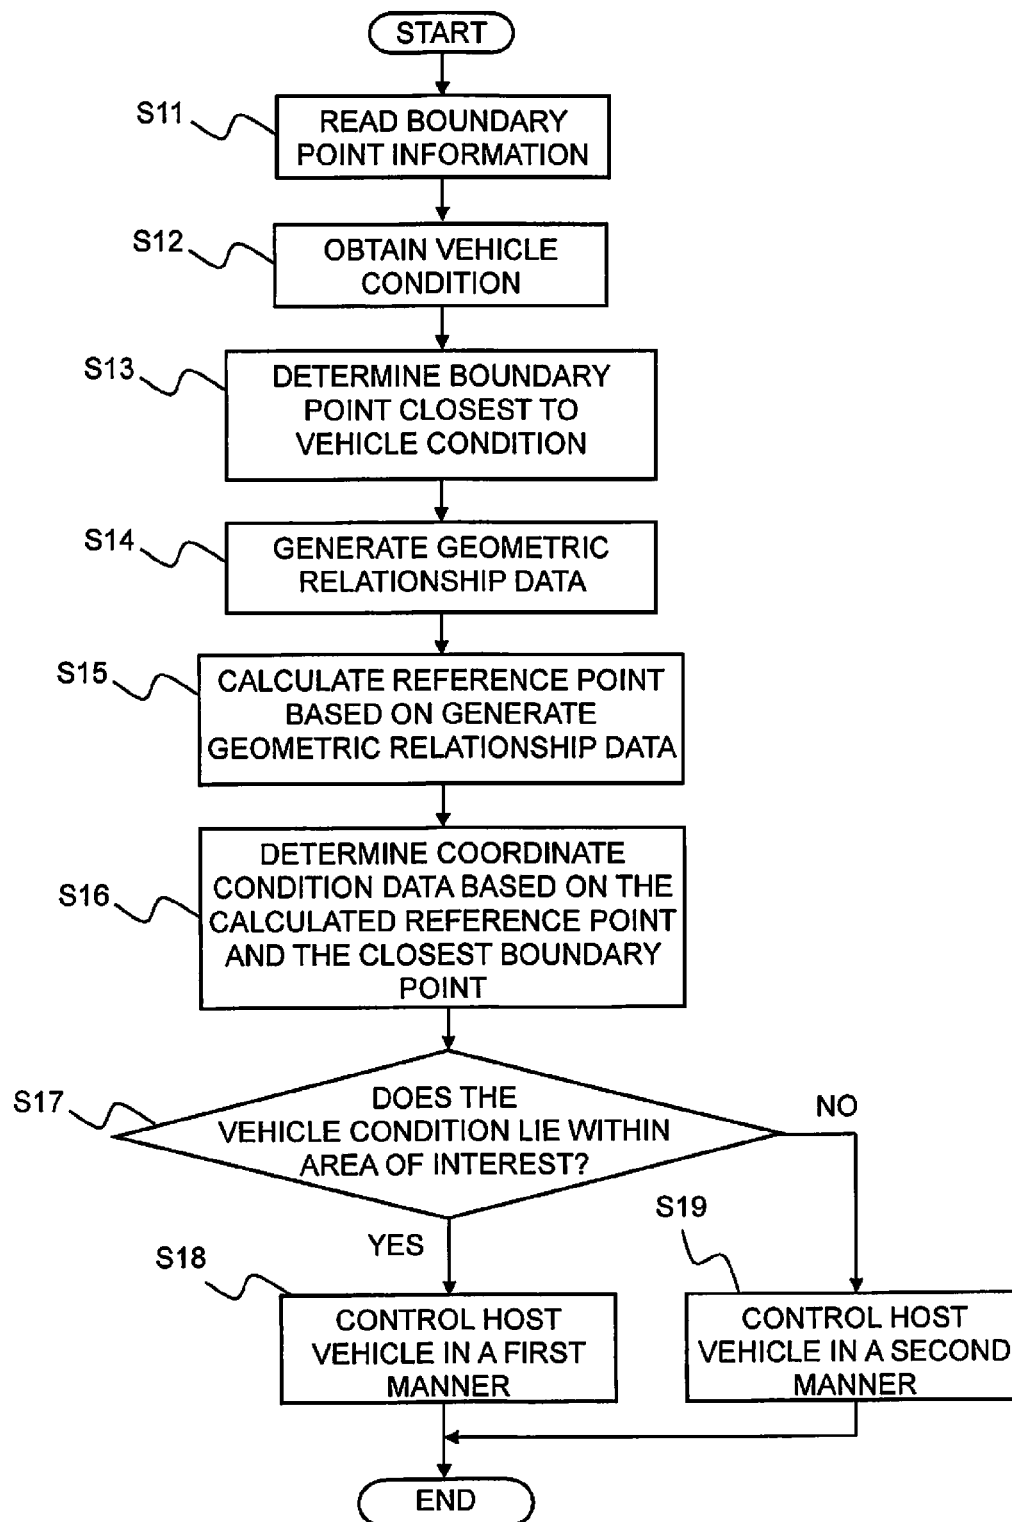 START
S11
READ BOUNDARY
POINT INFORMATION
S12
OBTAIN VEHICLE
CONDITION
S13
DETERMINE BOUNDARY
POINT CLOSEST TO
VEHICLE CONDITION
S14
GENERATE GEOMETRIC
RELATIONSHIP DATA
S15
CALCULATE REFERENCE POINT
BASED ON GENERATE
GEOMETRIC RELATIONSHIP DATA
S16
DETERMINE COORDINATE
CONDITION DATA BASED ON THE
CALCULATED REFERENCE POINT
AND THE CLOSEST BOUNDARY
POINT
S17
DOES THE
VEHICLE CONDITION LIE WITHIN
AREA OF INTEREST?
NO
YES
S18
CONTROL HOST
VEHICLE IN A FIRST
MANNER
S19
CONTROL HOST
VEHICLE IN A SECOND
MANNER
END